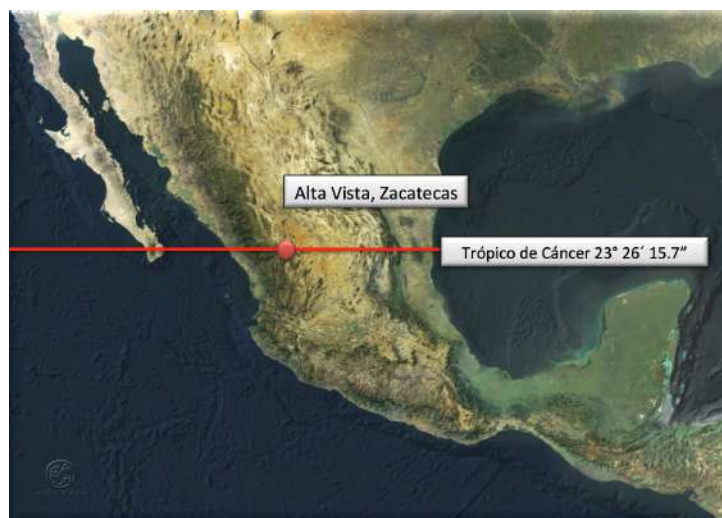 Alta Vista, Zacatecas
Trópico de Cáncer 23° 26´ 15.7”